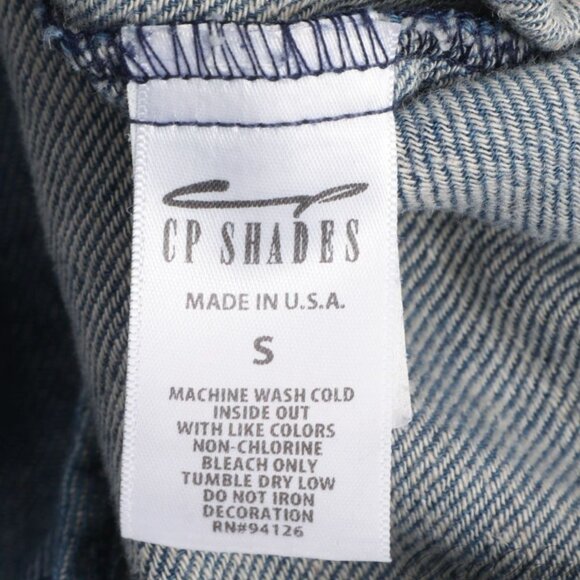 CP SHADES
MADE IN U.S.A.
S
MACHINE WASH COLD
INSIDE OUT
WITH LIKE COLORS
NON-CHLORINE
BLEACH ONLY
TUMBLE DRY LOW
DO NOT IRON
DECORATION
RN#94126